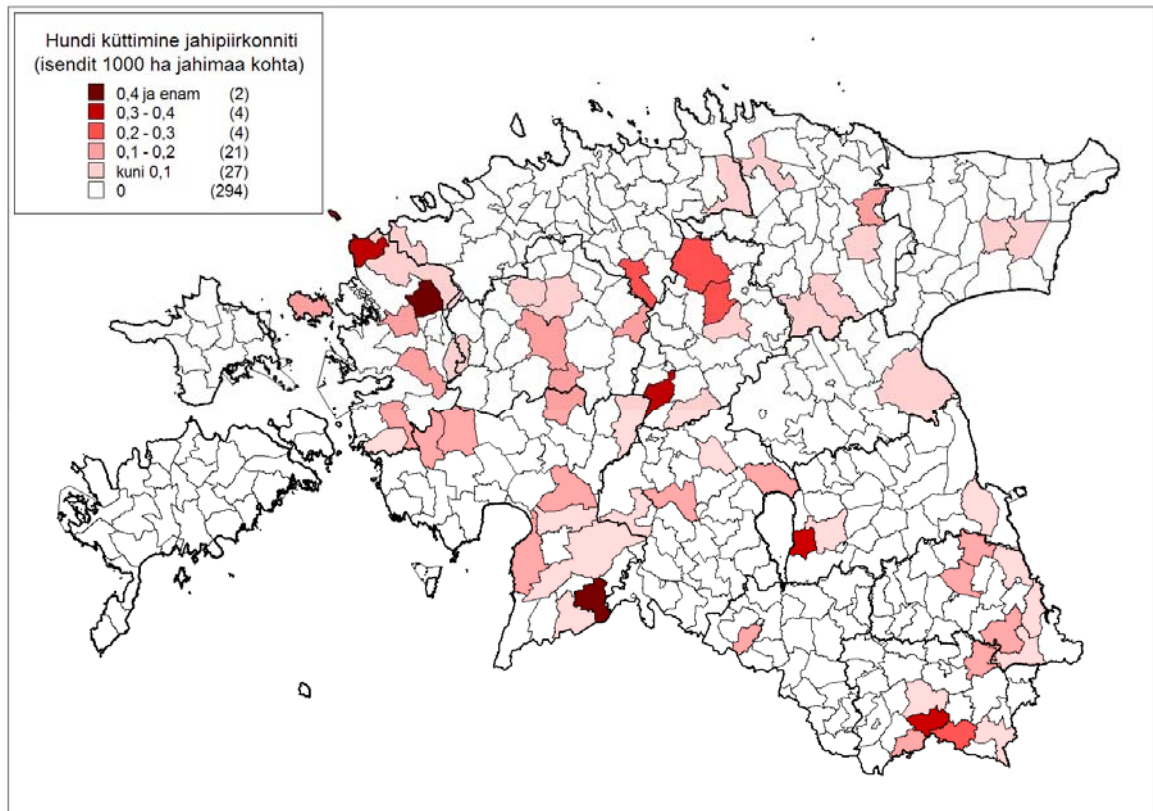 Hundi küttimine jahipiirkonniti
(isendit 1000 ha jahimaa kohta)
0,4 ja enam (2)
0,3 - 0,4 (4)
0,2 - 0,3 (4)
0,1 - 0,2 (21)
kuni 0,1 (27)
0 (294)